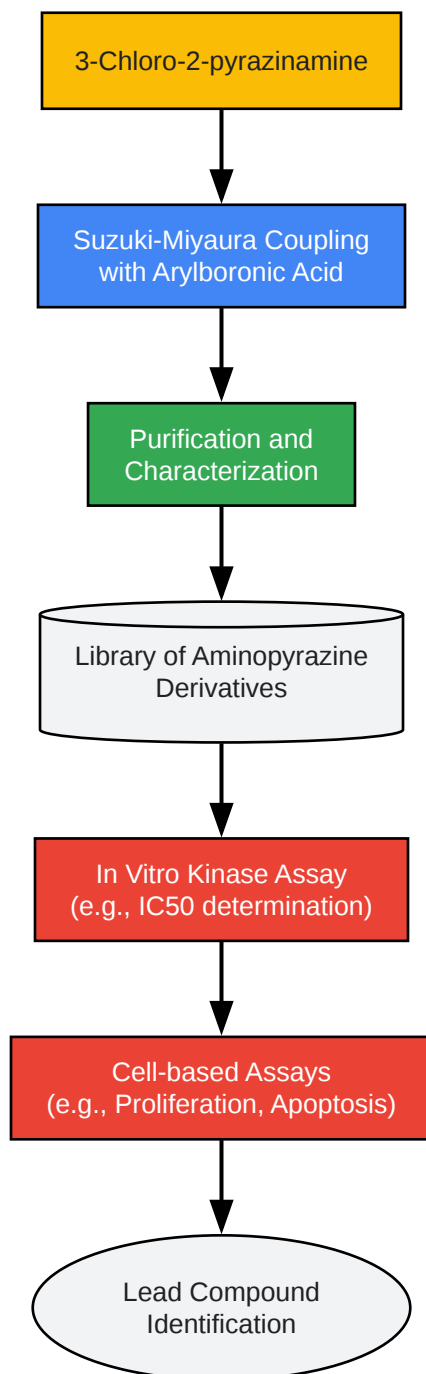 3-Chloro-2-pyrazinamine
Suzuki-Miyaura Coupling
with Arylboronic Acid
Purification and
Characterization
Library of Aminopyrazine
Derivatives
In Vitro Kinase Assay
(e.g., IC50 determination)
Cell-based Assays
(e.g., Proliferation, Apoptosis)
Lead Compound
Identification